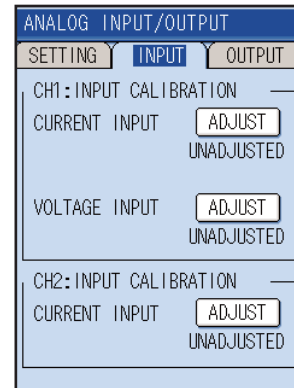 ANALOG INPUT/OUTPUT
SETTING INPUT OUTPUT
CH1:INPUT CALIBRATION
CURRENT INPUT ADJUST
UNADJUSTED
VOLTAGE INPUT ADJUST
UNADJUSTED
CH2:INPUT CALIBRATION
CURRENT INPUT ADJUST
UNADJUSTED